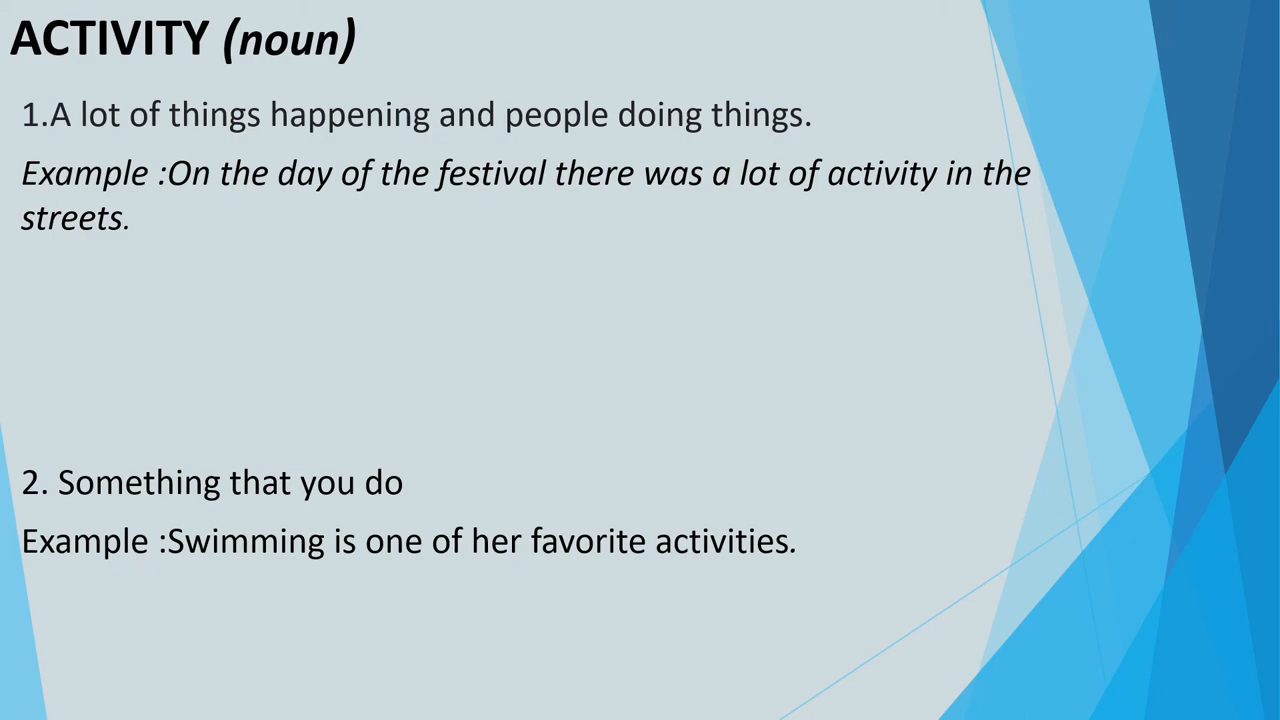 ACTIVITY (noun)
1.A lot of things happening and people doing things.
Example :On the day of the festival there was a lot of activity in the
streets.
2. Something that you do
Example :Swimming is one of her favorite activities.